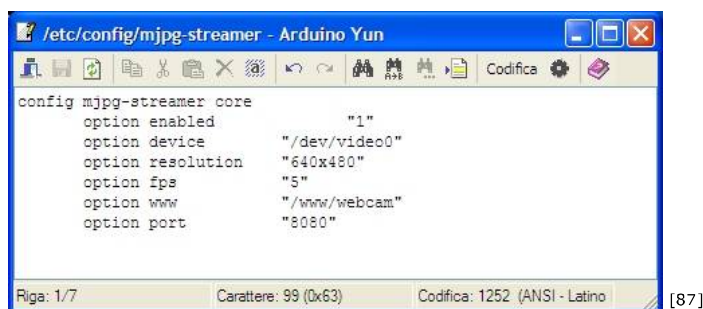 /etc/config/mjpg-streamer - Arduino Yun
A→B Codifica
config mjpg-streamer core
option enabled "1"
option device "/dev/video0"
option resolution "640x480"
option fps "5"
option www "/www/webcam"
option port "8080"
Riga: 1/7 Carattere: 99 (0x63) Codifica: 1252 (ANSI - Latino
[87]